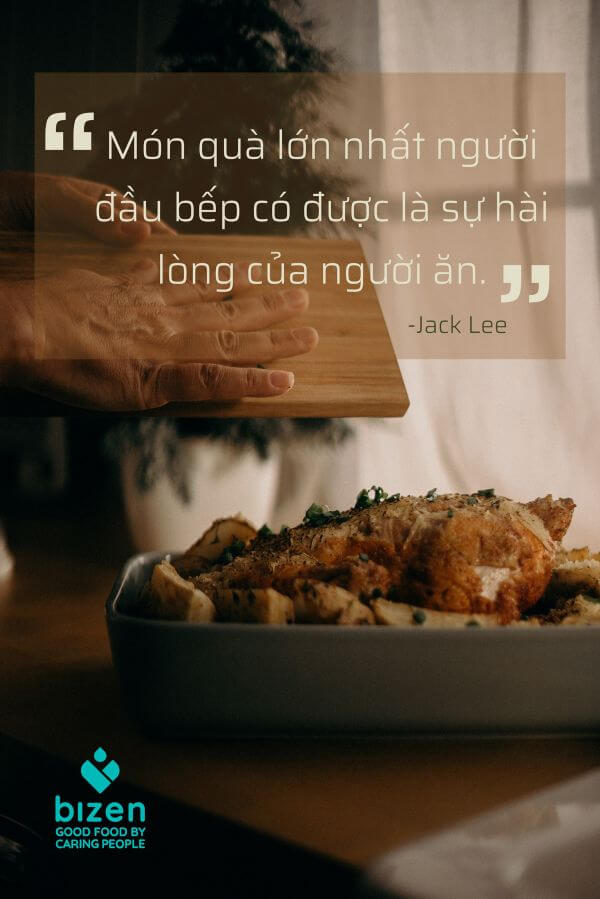 “ Món quà lớn nhất người
đầu bếp có được là sự hài
lòng của người ăn. ”
-Jack Lee
bizen
GOOD FOOD BY
CARING PEOPLE